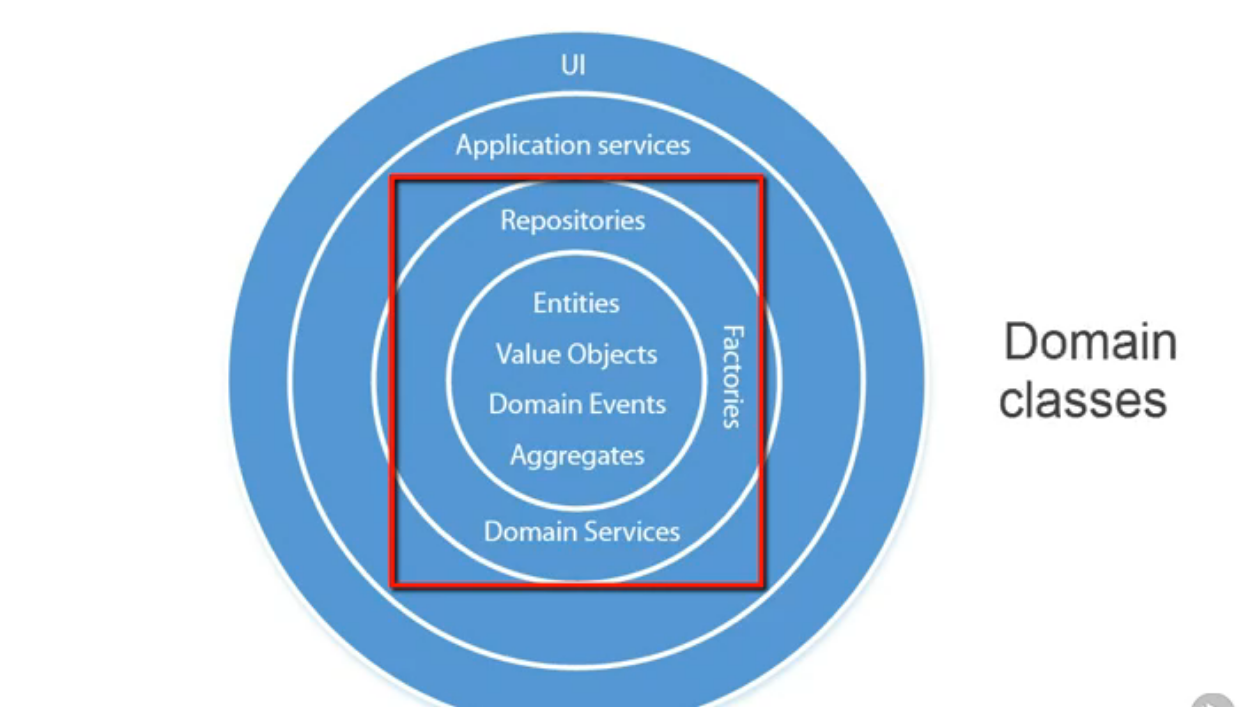 UI
Application services
Repositories
Entities
Value Objects
Domain Events
Aggregates
Factories
Domain Services
Domain
classes